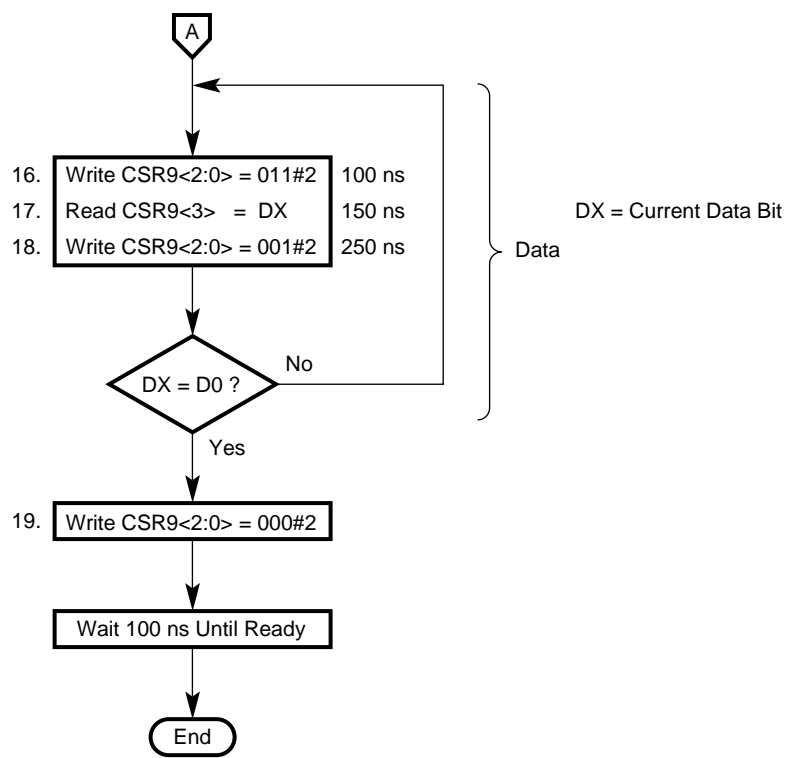 A
16. Write CSR9<2:0> = 011#2 100 ns
17. Read CSR9<3> = DX 150 ns DX = Current Data Bit
18. Write CSR9<2:0> = 001#2 250 ns Data
DX = D0 ? No
Yes
19. Write CSR9<2:0> = 000#2
Wait 100 ns Until Ready
End